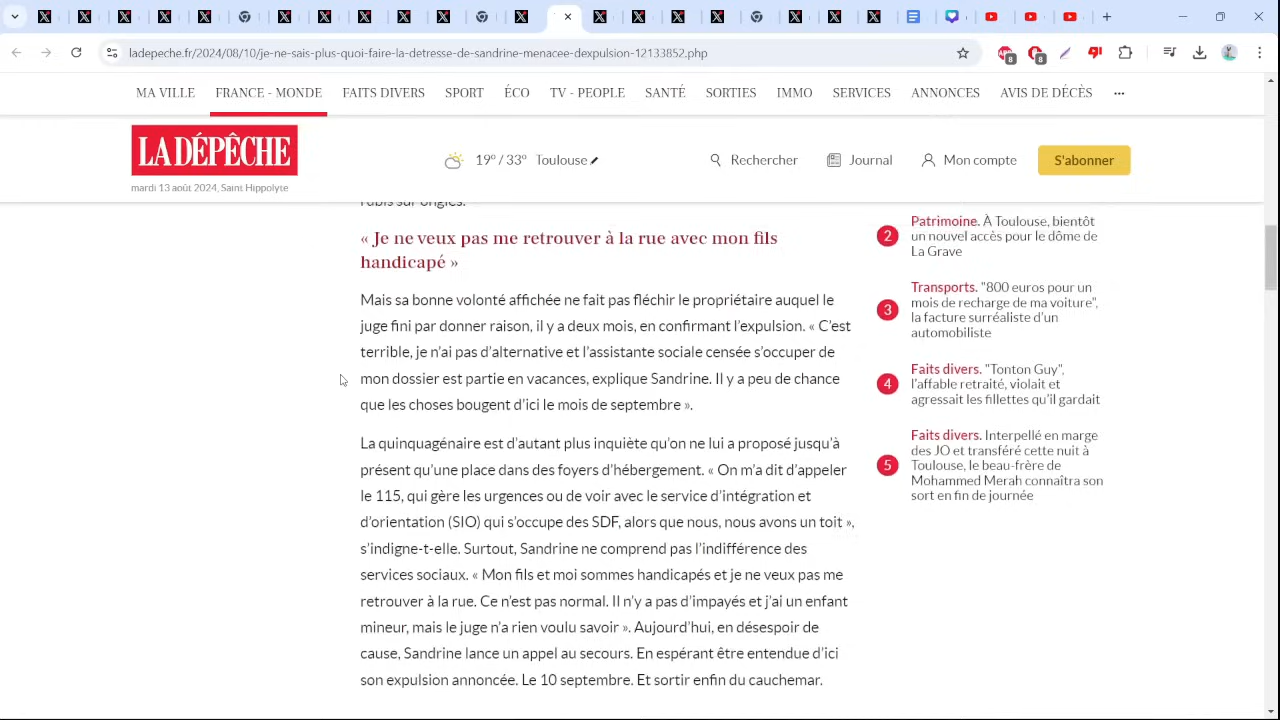 ladepeche.fr/2024/08/10/je-ne-sais-plus-quoi-faire-la-detresse-de-sandrine-menacee-dexpulsion-12133852.php
8
8
MA VILLE FRANCE - MONDE FAITS DIVERS SPORT ÉCO TV - PEOPLE SANTÉ SORTIES IMMO SERVICES ANNONCES AVIS DE DÉCÈS
LA DÉPÊCHE
19° / 33° Toulouse
Rechercher
Journal
Mon compte
S'abonner
mardi 13 août 2024, Saint Hippolyte
rubis sur ongles.
« Je ne veux pas me retrouver à la rue avec mon fils
handicapé »
Mais sa bonne volonté affichée ne fait pas fléchir le propriétaire auquel le
juge fini par donner raison, il y a deux mois, en confirmant l'expulsion. « C'est
terrible, je n'ai pas d'alternative et l'assistante sociale censée s'occuper de
mon dossier est partie en vacances, explique Sandrine. Il y a peu de chance
que les choses bougent d'ici le mois de septembre ».
La quinquagénaire est d'autant plus inquiète qu'on ne lui a proposé jusqu'à
présent qu'une place dans des foyers d'hébergement. « On m'a dit d'appeler
le 115, qui gère les urgences ou de voir avec le service d'intégration et
d'orientation (SIO) qui s'occupe des SDF, alors que nous, nous avons un toit »,
s'indigne-t-elle. Surtout, Sandrine ne comprend pas l'indifférence des
services sociaux. « Mon fils et moi sommes handicapés et je ne veux pas me
retrouver à la rue. Ce n'est pas normal. Il n'y a pas d'impayés et j'ai un enfant
mineur, mais le juge n'a rien voulu savoir ». Aujourd'hui, en désespoir de
cause, Sandrine lance un appel au secours. En espérant être entendue d'ici
son expulsion annoncée. Le 10 septembre. Et sortir enfin du cauchemar.
2
Patrimoine. À Toulouse, bientôt
un nouvel accès pour le dôme de
La Grave
3
Transports. "800 euros pour un
mois de recharge de ma voiture",
la facture surréaliste d'un
automobiliste
4
Faits divers. "Tonton Guy",
l'affable retraité, violait et
agressait les fillettes qu'il gardait
5
Faits divers. Interpellé en marge
des JO et transféré cette nuit à
Toulouse, le beau-frère de
Mohammed Merah connaîtra son
sort en fin de journée